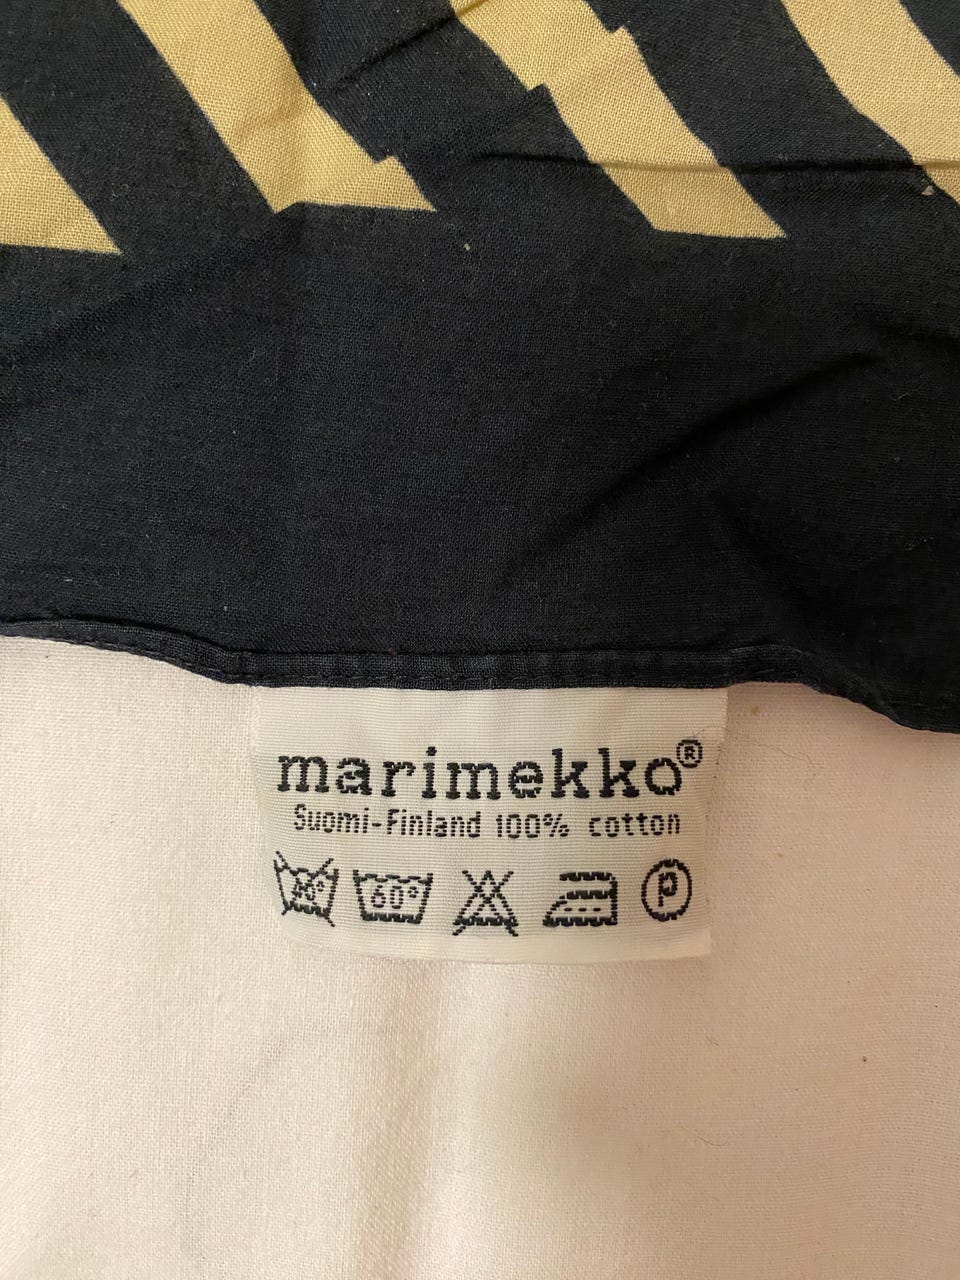 marimekko®
Suomi-Finland 100% cotton
60° P